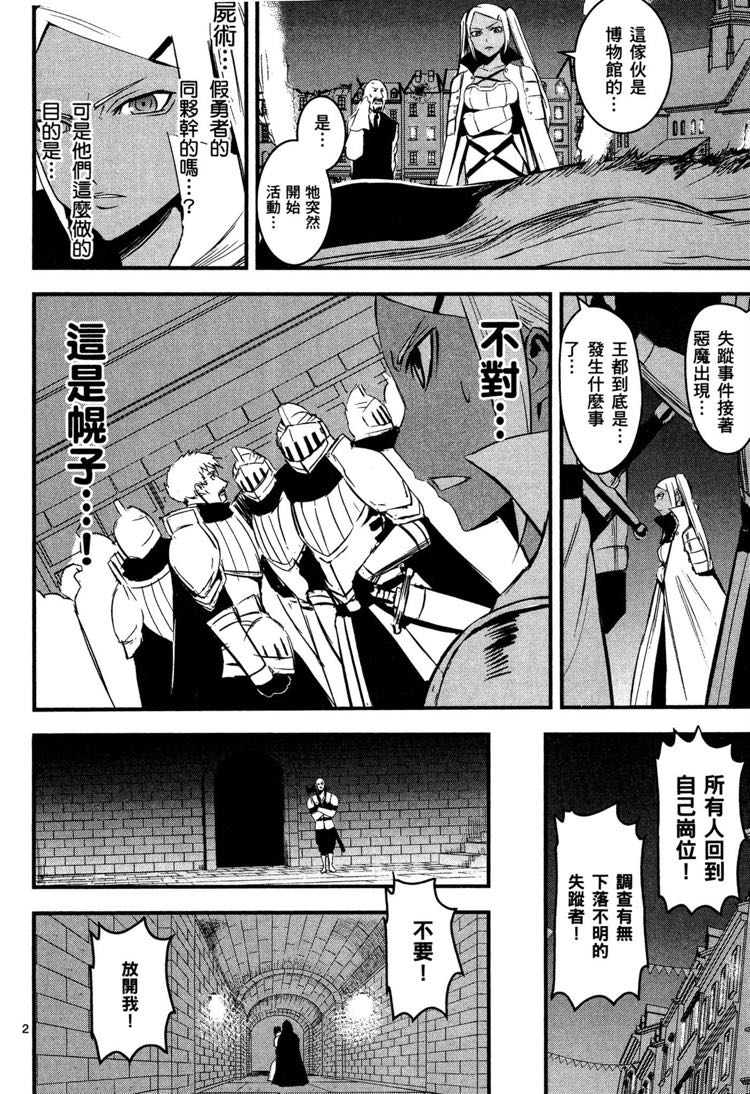 這傢伙是
博物館的…
是…
牠突然
開始
活動…
屍術…
假勇者的
同夥幹的嗎…?
可是他們這麼做的
目的是…
失蹤事件接著
惡魔出現…
王都到底是…
發生什麼事
了…
不對…
這是幌子…!
所有人回到
自己崗位!
調查有無
下落不明的
失蹤者!
不要!
放開我!
2